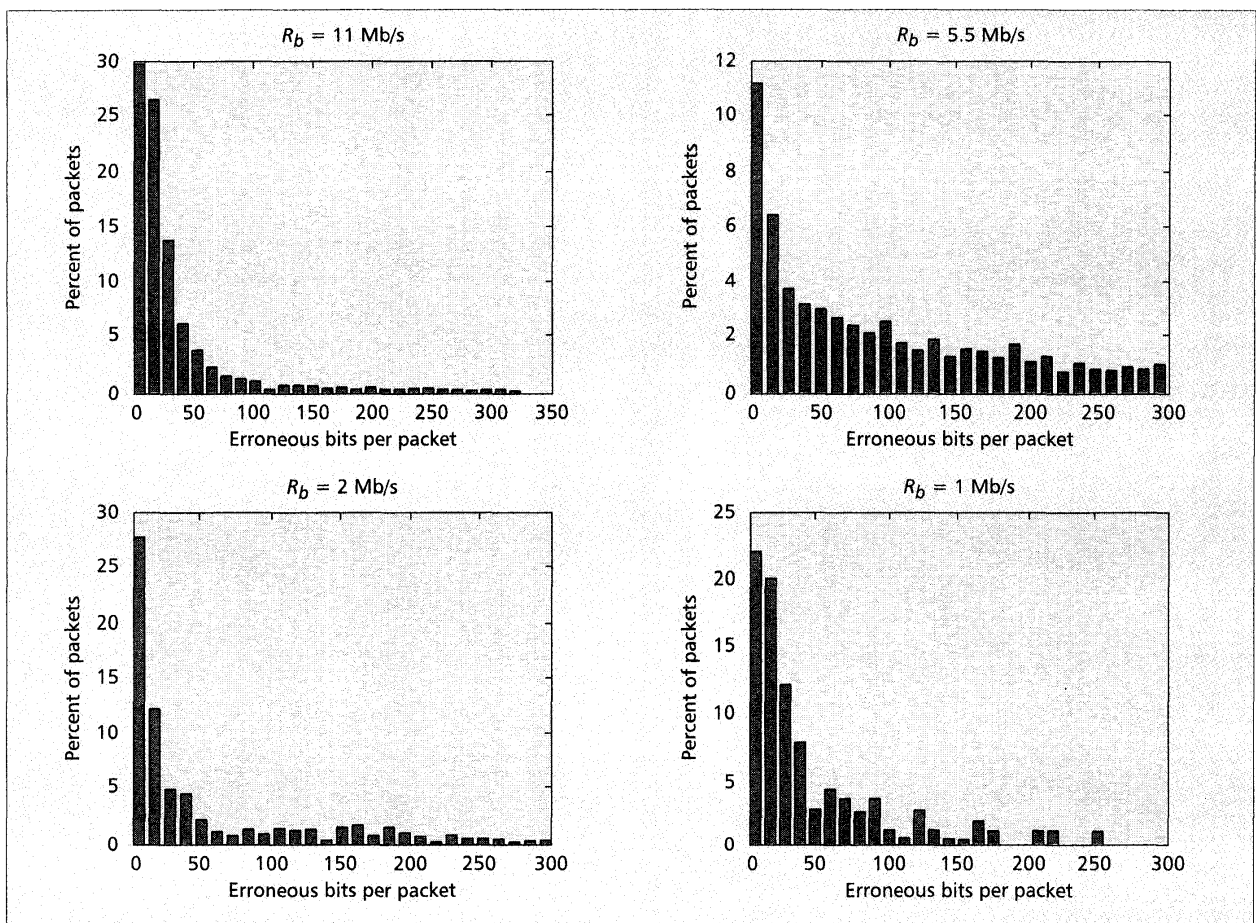 R_b = 11 Mb/s
30
25
20
15
10
5
0
Percent of packets
0 50 100 150 200 250 300 350
Erroneous bits per packet
R_b = 5.5 Mb/s
12
10
8
6
4
2
0
Percent of packets
0 50 100 150 200 250 300
Erroneous bits per packet
R_b = 2 Mb/s
30
25
20
15
10
5
0
Percent of packets
0 50 100 150 200 250 300
Erroneous bits per packet
R_b = 1 Mb/s
25
20
15
10
5
0
Percent of packets
0 50 100 150 200 250 300
Erroneous bits per packet